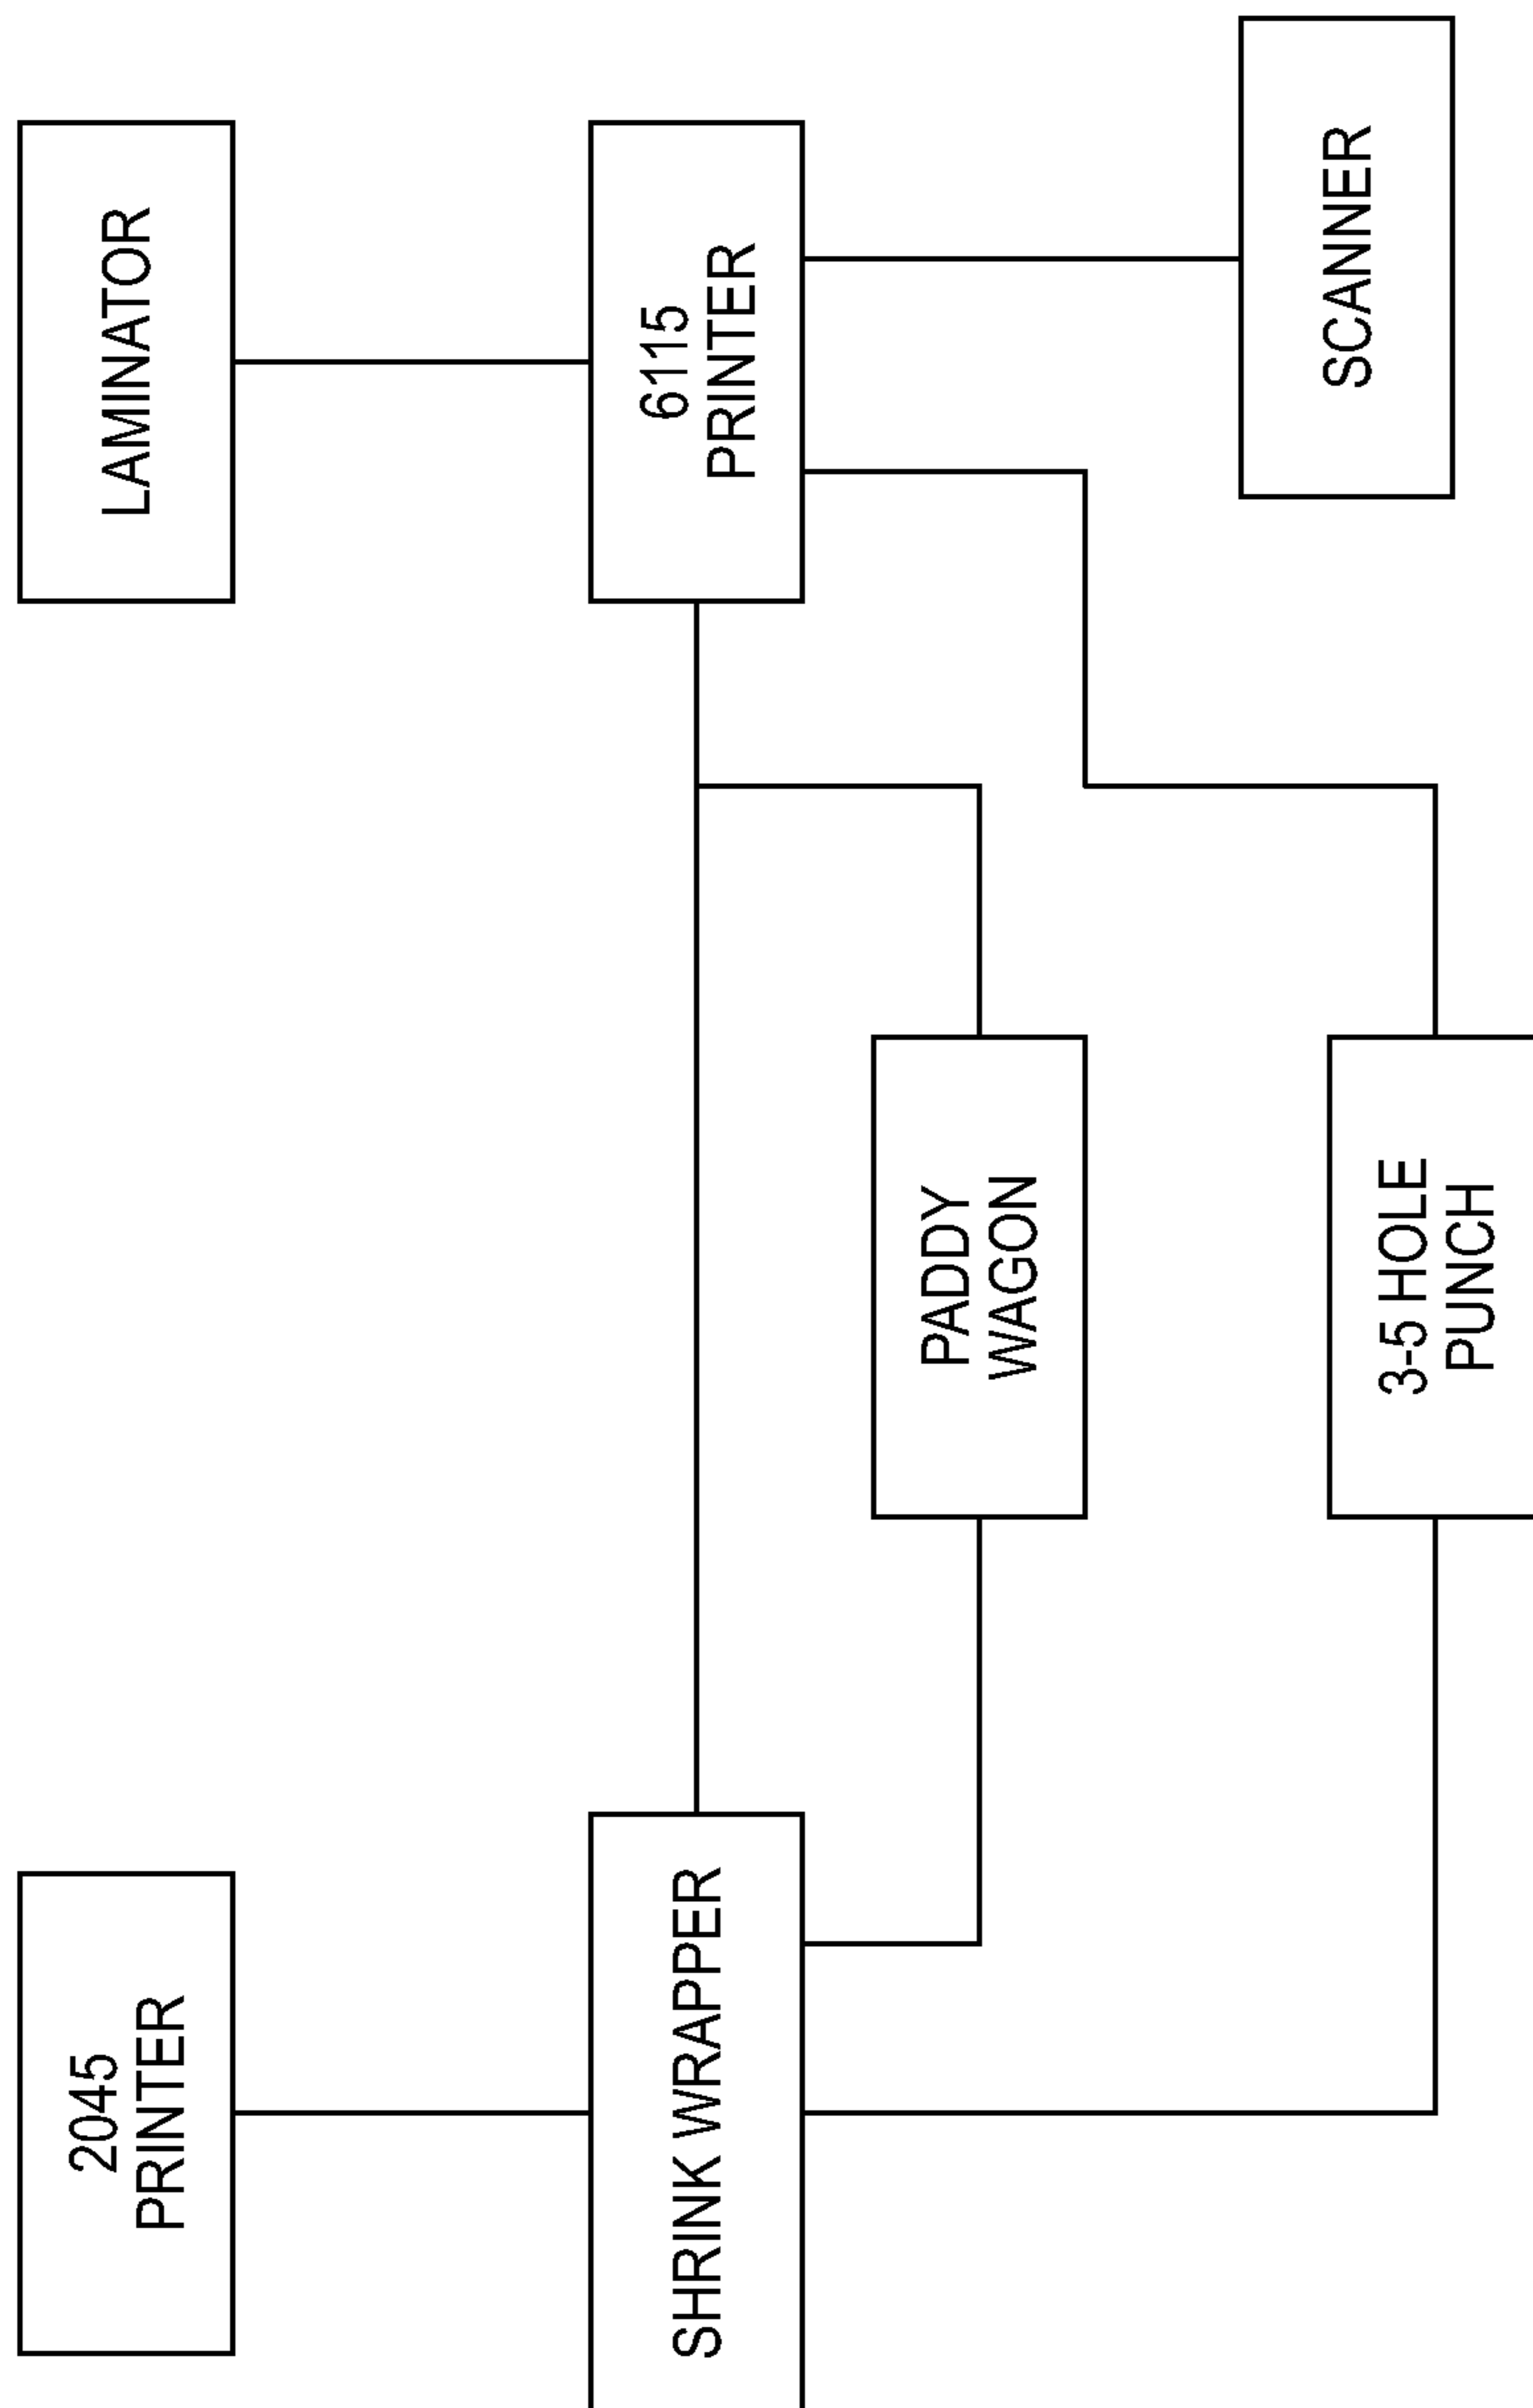 2045
PRINTER
LAMINATOR
SHRINK WRAPPER
6115
PRINTER
PADDY
WAGON
SCANNER
3-5 HOLE
PUNCH